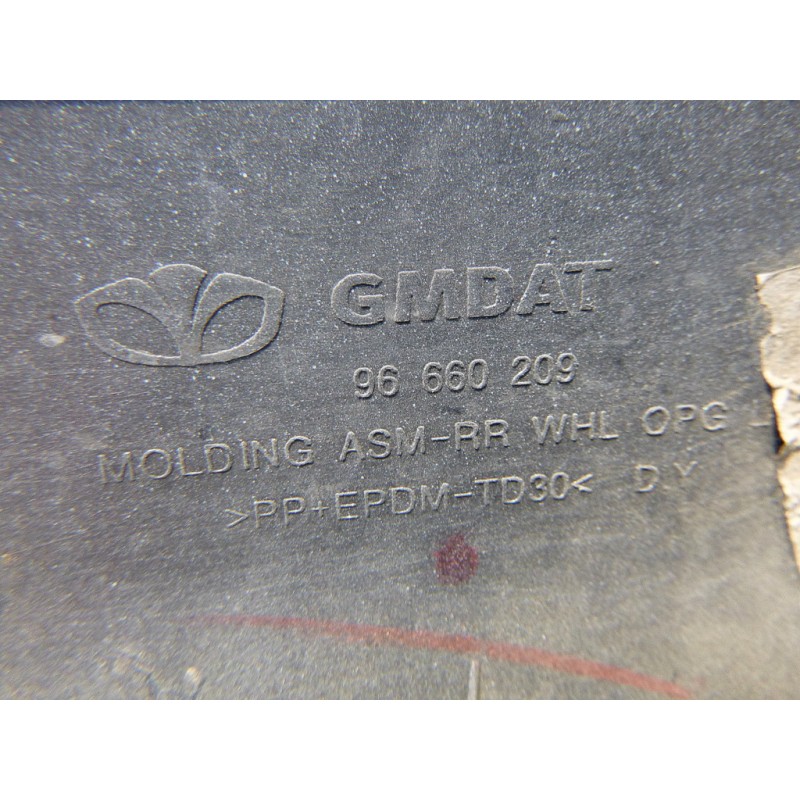 GMDAT
96 660 209
MOLDING ASM-RR WHL OPG
>PP+EPDM-TD30< D.Y